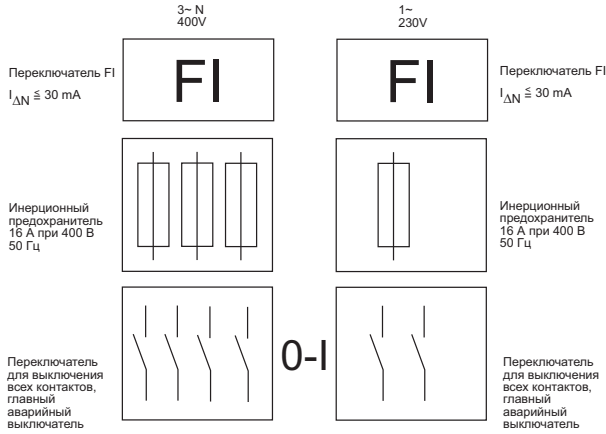 3~ N
400V
1~
230V
Переключатель FI
I∆N ≦ 30 mA
FI
FI
Переключатель FI
I∆N ≦ 30 mA
Инерционный
предохранитель
16 А при 400 В
50 Гц
Инерционный
предохранитель
16 А при 400 В
50 Гц
Переключатель
для выключения
всех контактов,
главный
аварийный
выключатель
0-I
Переключатель
для выключения
всех контактов,
главный
аварийный
выключатель